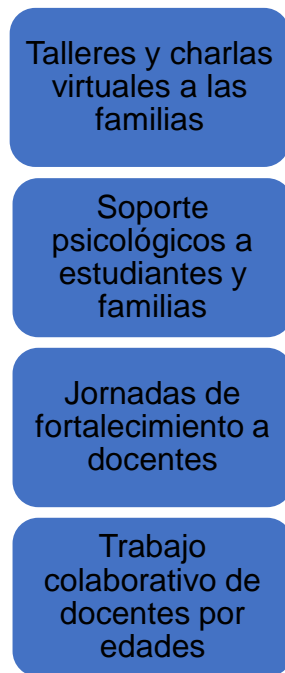 Talleres y charlas
virtuales a las
familias
Soporte
psicológicos a
estudiantes y
familias
Jornadas de
fortalecimiento a
docentes
Trabajo
colaborativo de
docentes por
edades